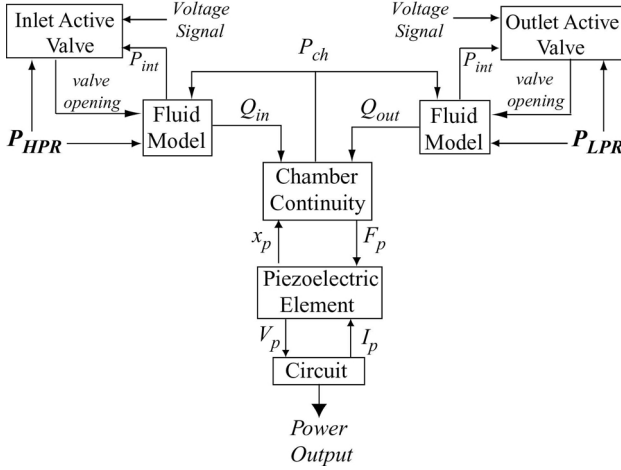 Inlet Active
Valve
Voltage
Signal
P_int
valve
opening
P_HPR
Fluid
Model
Q_in
P_ch
Voltage
Signal
Outlet Active
Valve
P_int
valve
opening
P_LPR
Fluid
Model
Q_out
Chamber
Continuity
x_p
F_p
Piezoelectric
Element
V_p
I_p
Circuit
Power
Output